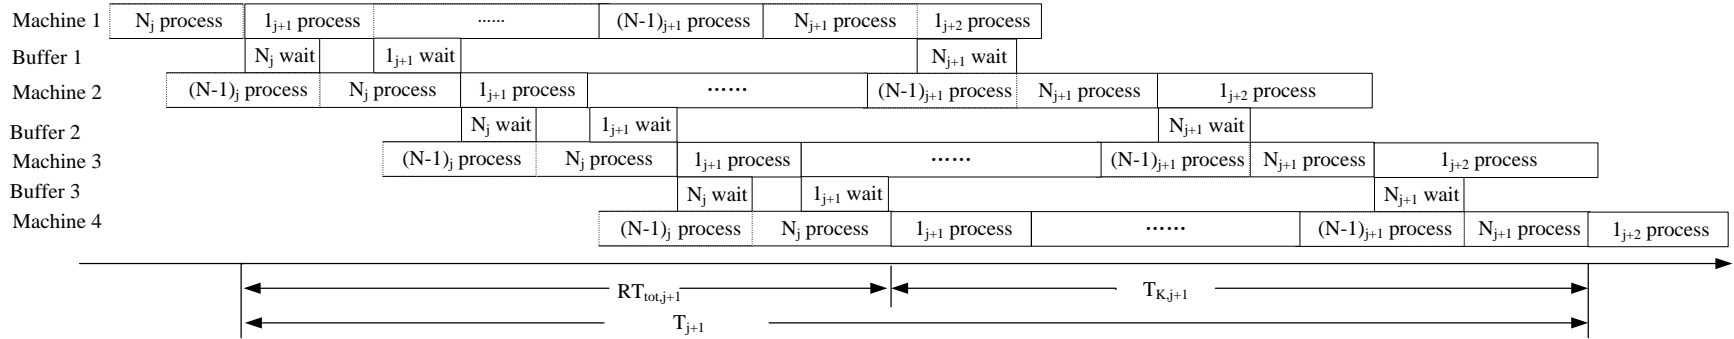 Machine 1 N_j process 1_{j+1} process ...... (N-1)_{j+1} process N_{j+1} process 1_{j+2} process
Buffer 1 N_j wait 1_{j+1} wait N_{j+1} wait
Machine 2 (N-1)_j process N_j process 1_{j+1} process ...... (N-1)_{j+1} process N_{j+1} process 1_{j+2} process
Buffer 2 N_j wait 1_{j+1} wait N_{j+1} wait
Machine 3 (N-1)_j process N_j process 1_{j+1} process ...... (N-1)_{j+1} process N_{j+1} process 1_{j+2} process
Buffer 3 N_j wait 1_{j+1} wait N_{j+1} wait
Machine 4 (N-1)_j process N_j process 1_{j+1} process ...... (N-1)_{j+1} process N_{j+1} process 1_{j+2} process
RT_{tot,j+1} T_{K,j+1}
T_{j+1}